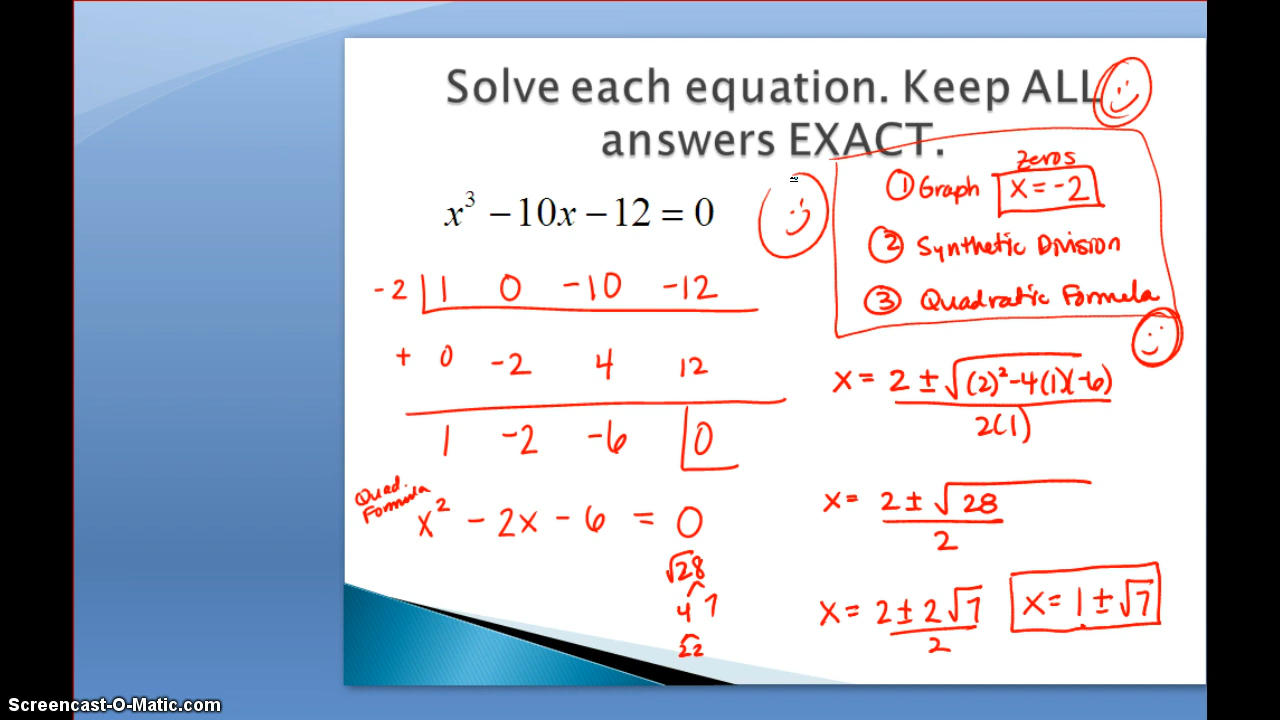 Solve each equation. Keep ALL
answers EXACT.
x³ − 10x − 12 = 0
zeros
① Graph x = -2
② Synthetic Division
③ Quadratic Formula
-2 | 1 0 -10 -12
+ 0 -2 4 12
1 -2 -6 |0
Quad. Formula
x² - 2x - 6 = 0
√28
4 7
2 2
x = 2 ± √(2)² - 4(1)(-6)
2(1)
x = 2 ± √28
2
x = 2 ± 2√7
2
x = 1 ± √7
Screencast-O-Matic.com